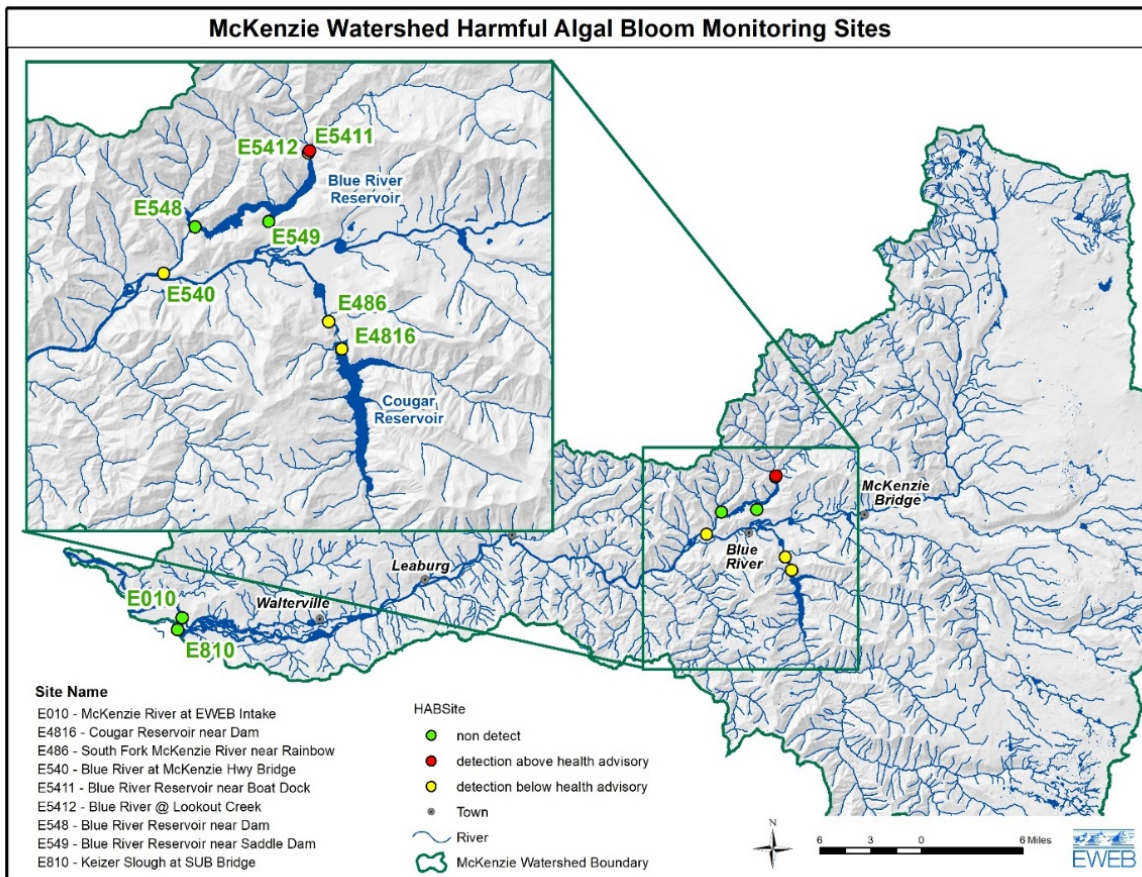 McKenzie Watershed Harmful Algal Bloom Monitoring Sites
E5411
E5412
Blue River
Reservoir
E548
E549
E540
E486
E4816
Cougar
Reservoir
McKenzie
Bridge
Blue
River
Leaburg
Walterville
E010
E810
Site Name
E010 - McKenzie River at EWEB Intake
E4816 - Cougar Reservoir near Dam
E486 - South Fork McKenzie River near Rainbow
E540 - Blue River at McKenzie Hwy Bridge
E5411 - Blue River Reservoir near Boat Dock
E5412 - Blue River @ Lookout Creek
E548 - Blue River Reservoir near Dam
E549 - Blue River Reservoir near Saddle Dam
E810 - Keizer Slough at SUB Bridge
HABSite
non detect
detection above health advisory
detection below health advisory
Town
River
McKenzie Watershed Boundary
N
6 3 0 6 Miles
EWEB